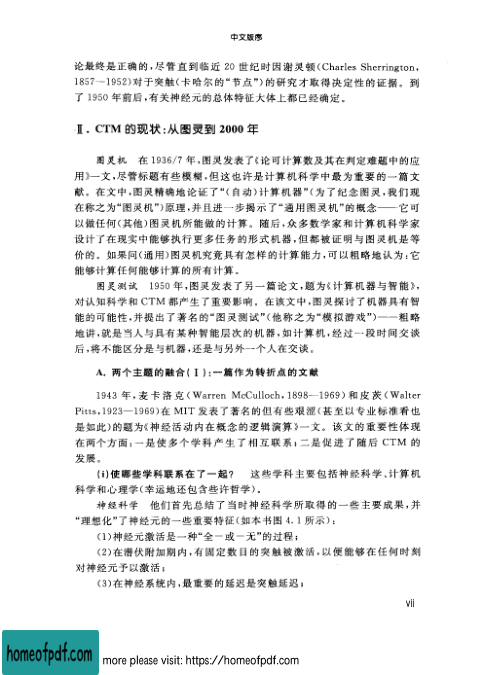 中文版序
论最终是正确的,尽管直到临近 20 世纪时因谢灵顿(Charles Sherrington,
1857—1952)对于突触(卡哈尔的“节点”)的研究才取得决定性的证据。到
了 1950 年前后,有关神经元的总体特征大体上都已经确定。
Ⅱ. CTM 的现状:从图灵到 2000 年
图灵机 在 1936/7 年,图灵发表了《论可计算数及其在判定难题中的应
用》一文,尽管标题有些模糊,但这也许是计算机科学中最为重要的一篇文
献。在文中,图灵精确地论证了“(自动)计算机器”(为了纪念图灵,我们现
在称之为“图灵机”)原理,并且进一步揭示了“通用图灵机”的概念——它可
以做任何(其他)图灵机所能做的计算。随后,众多数学家和计算机科学家
设计了在现实中能够执行更多任务的形式机器,但都被证明与图灵机是等
价的。如果问(通用)图灵机究竟具有怎样的计算能力,可以粗略地认为:它
能够计算任何能够计算的所有计算。
图灵测试 1950 年,图灵发表了另一篇论文,题为《计算机器与智能》,
对认知科学和 CTM 都产生了重要影响。在该文中,图灵探讨了机器具有智
能的可能性,并提出了著名的“图灵测试”(他称之为“模拟游戏”)——粗略
地讲,就是当人与具有某种智能层次的机器,如计算机,经过一段时间交谈
后,将不能区分是与机器,还是与另外一个人在交谈。
A. 两个主题的融合(Ⅰ):一篇作为转折点的文献
1943 年,麦卡洛克(Warren McCulloch,1898—1969)和皮茨(Walter
Pitts,1923—1969)在 MIT 发表了著名的但有些艰涩(甚至以专业标准看也
是如此)的题为《神经活动内在概念的逻辑演算》一文。该文的重要性体现
在两个方面:一是使多个学科产生了相互联系;二是促进了随后 CTM 的
发展。
(i)使哪些学科联系在了一起? 这些学科主要包括神经科学、计算机
科学和心理学(幸运地还包含些许哲学)。
神经科学 他们首先总结了当时神经科学所取得的一些主要成果,并
“理想化”了神经元的一些重要特征(如本书图 4.1 所示):
(1)神经元激活是一种“全－或－无”的过程;
(2)在潜伏附加期内,有固定数目的突触被激活,以便能够在任何时刻
对神经元予以激活;
(3)在神经系统内,最重要的延迟是突触延迟;
vii
homeofpdf.com
more please visit: https://homeofpdf.com